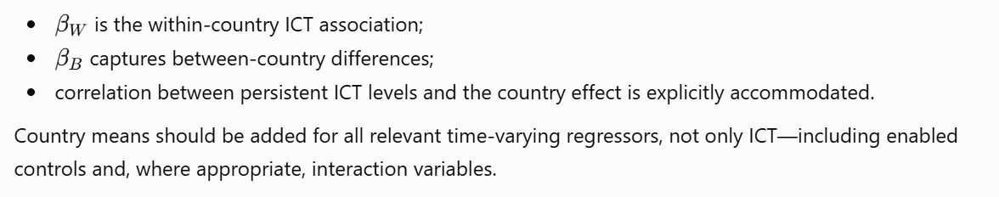 • β_W is the within-country ICT association;
• β_B captures between-country differences;
• correlation between persistent ICT levels and the country effect is explicitly accommodated.
Country means should be added for all relevant time-varying regressors, not only ICT—including enabled
controls and, where appropriate, interaction variables.